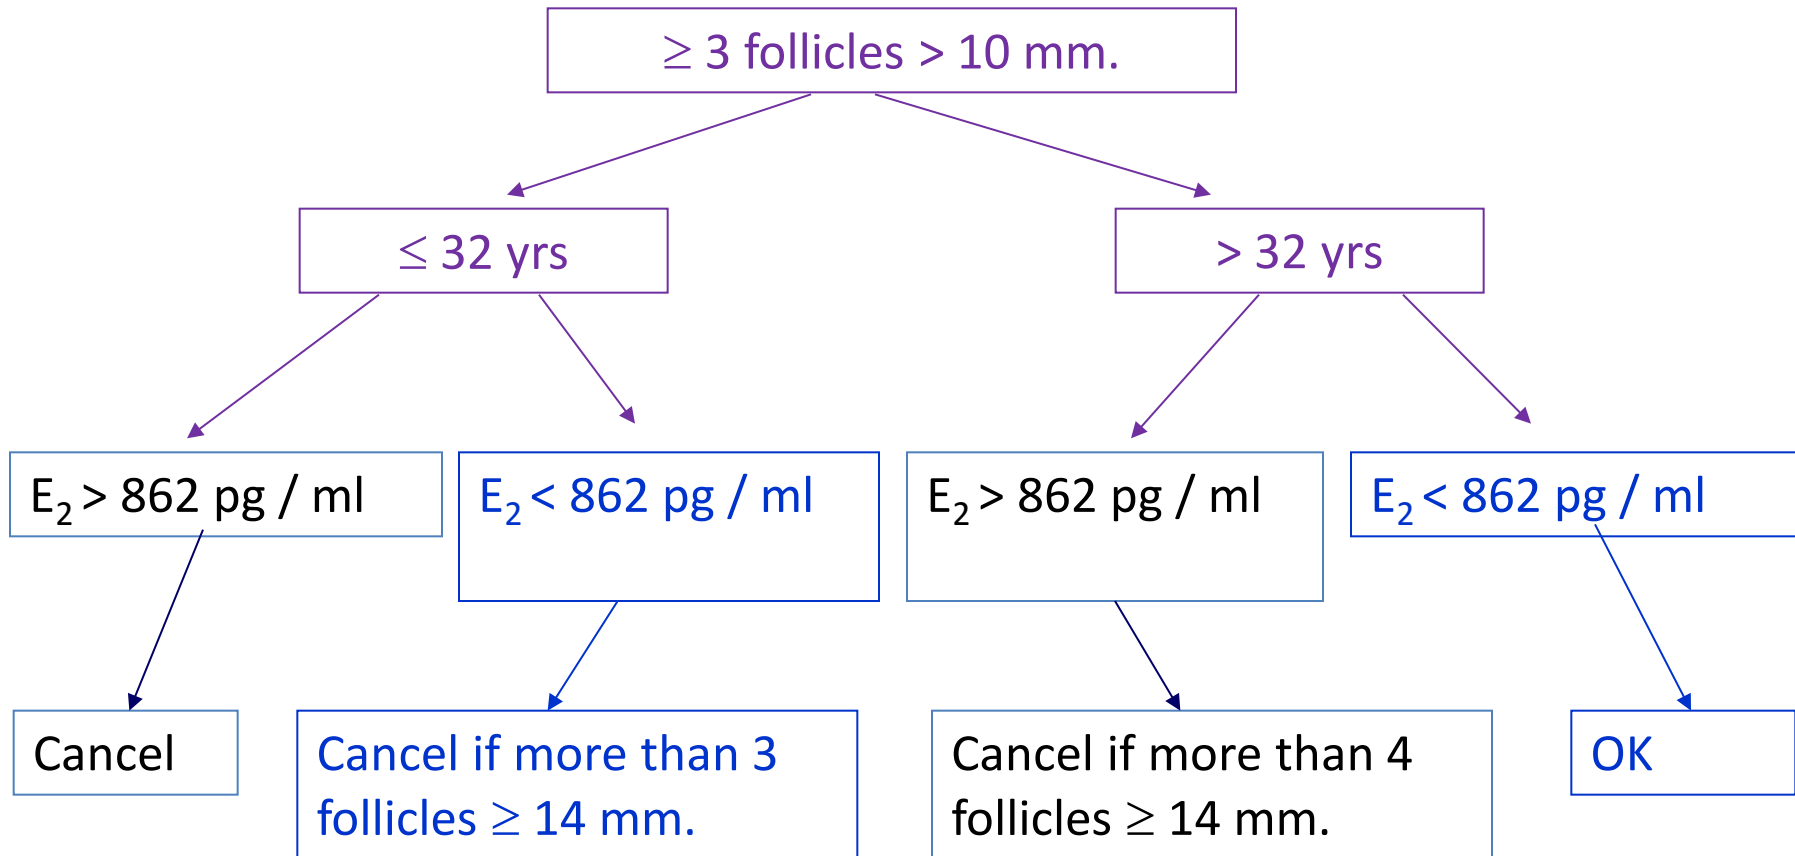 ≥ 3 follicles > 10 mm.
≤ 32 yrs
> 32 yrs
E₂ > 862 pg / ml
E₂ < 862 pg / ml
E₂ > 862 pg / ml
E₂ < 862 pg / ml
Cancel
Cancel if more than 3
follicles ≥ 14 mm.
Cancel if more than 4
follicles ≥ 14 mm.
OK